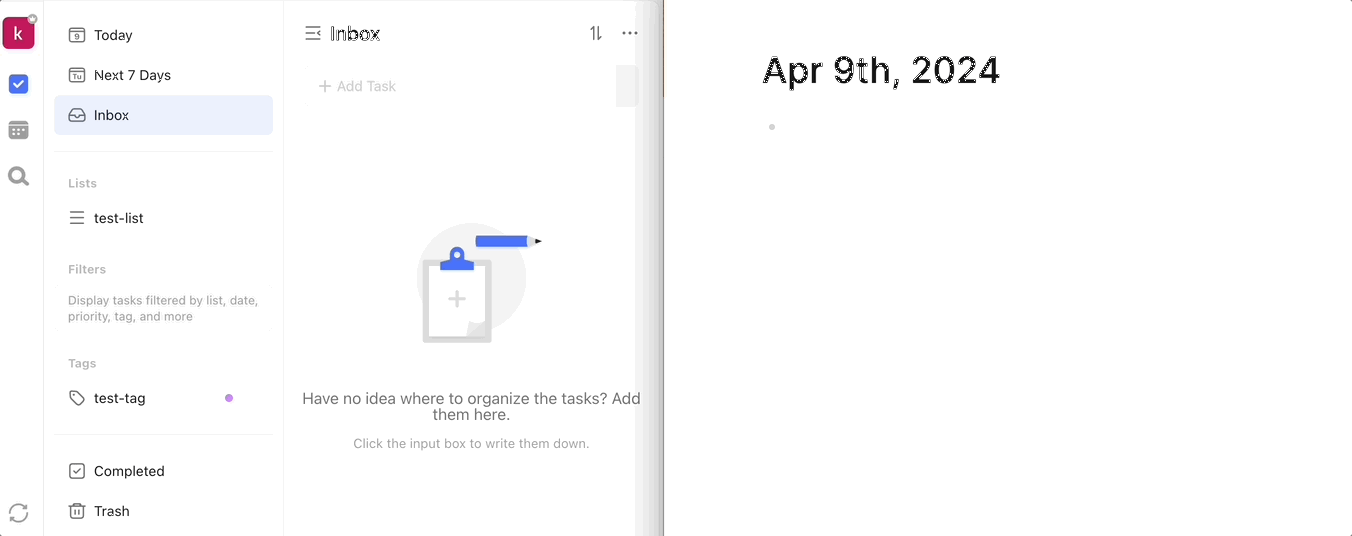 k
Today
9
Next 7 Days
Tu
Inbox
Lists
test-list
Filters
Display tasks filtered by list, date,
priority, tag, and more
Tags
test-tag
Completed
Trash
Inbox
Add Task
Have no idea where to organize the tasks? Add
them here.
Click the input box to write them down.
Apr 9th, 2024